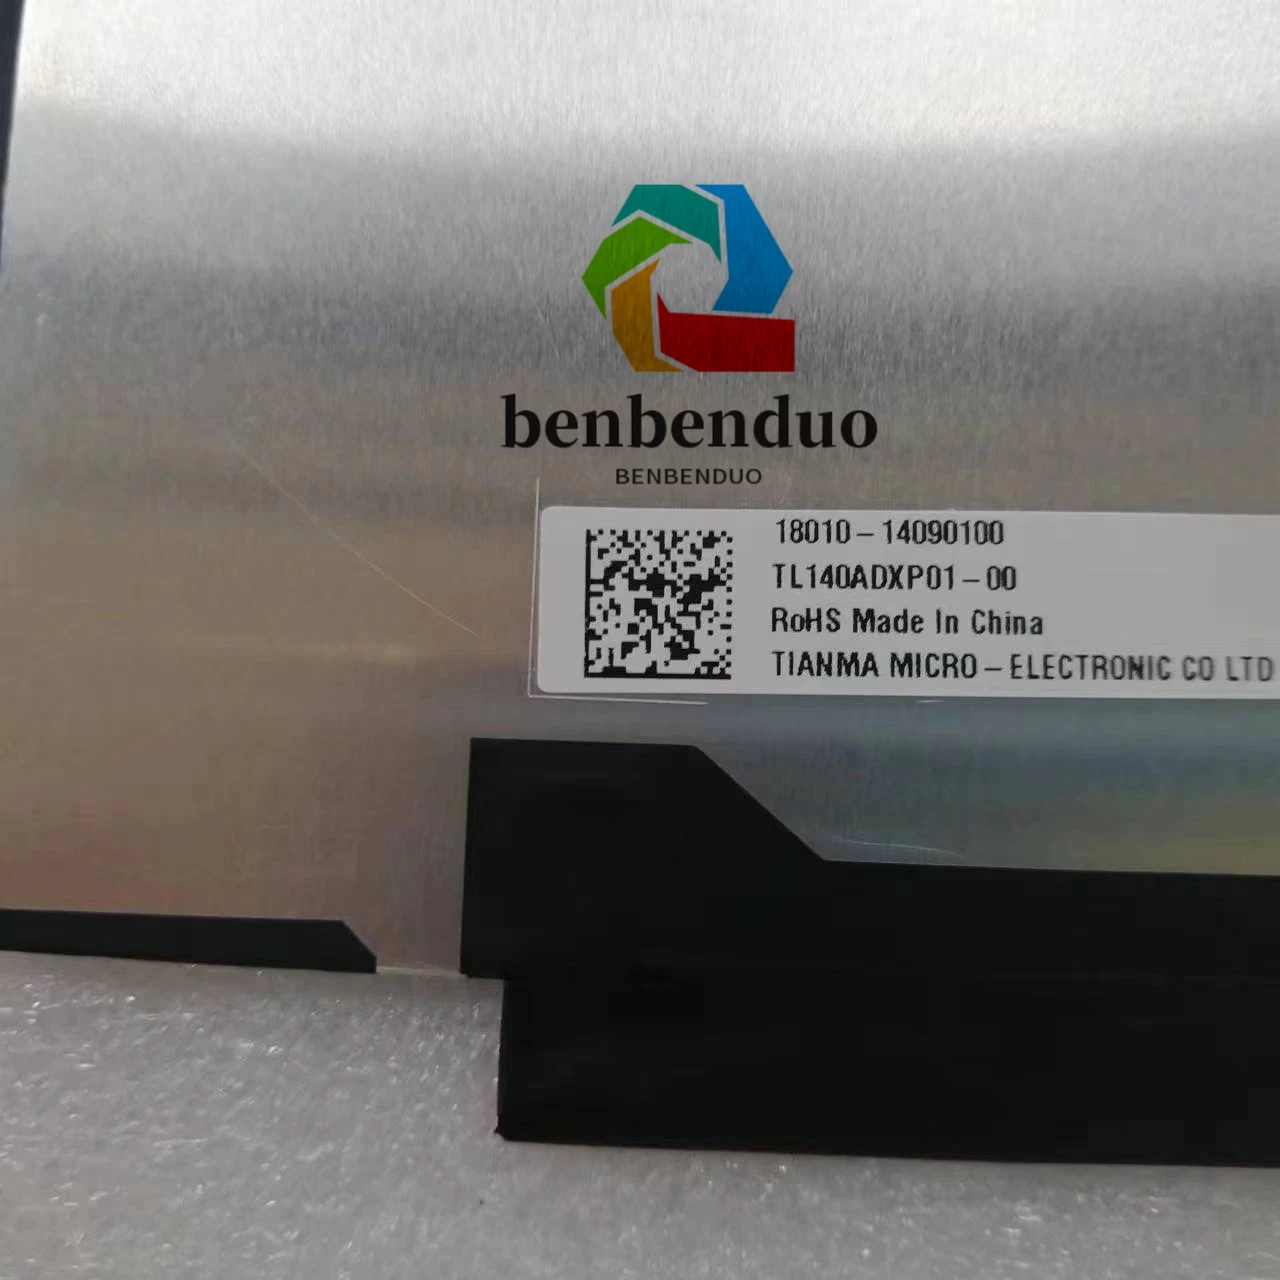 benbenduo
BENBENDUO
18010-14090100
TL140ADXP01-00
RoHS Made In China
TIANMA MICRO-ELECTRONIC CO LTD